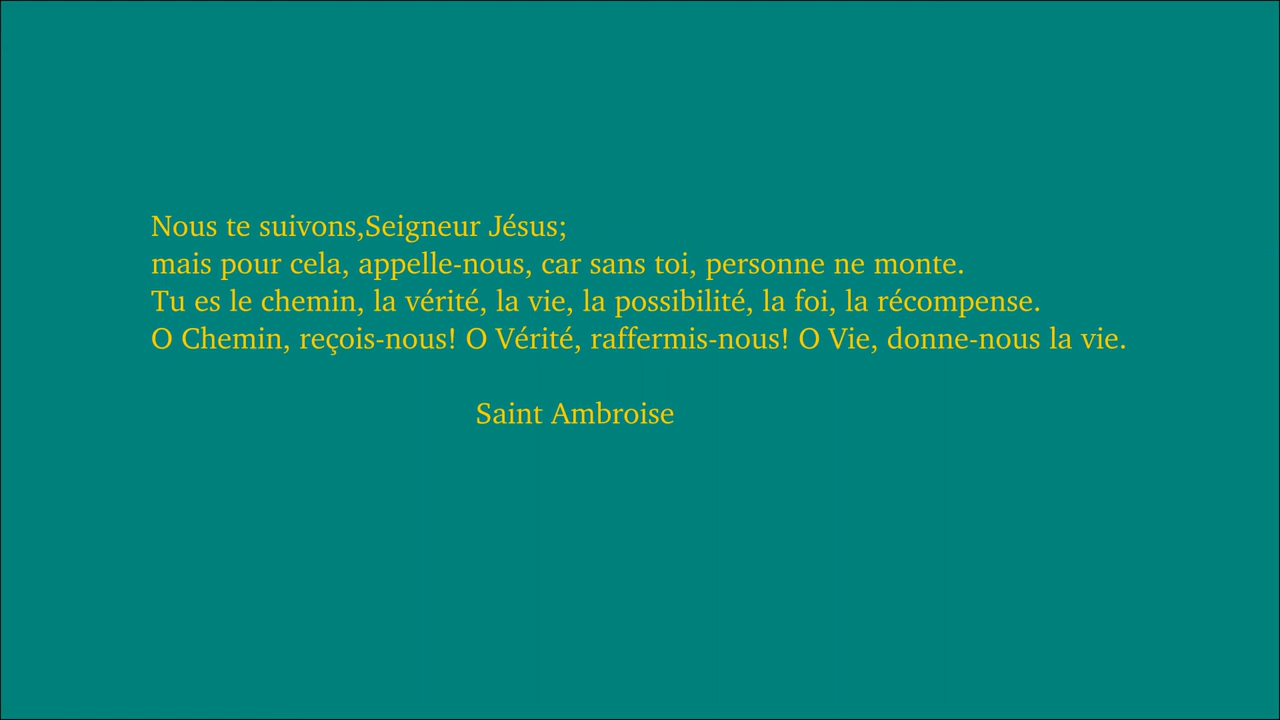 Nous te suivons,Seigneur Jésus;
mais pour cela, appelle-nous, car sans toi, personne ne monte.
Tu es le chemin, la vérité, la vie, la possibilité, la foi, la récompense.
O Chemin, reçois-nous! O Vérité, raffermis-nous! O Vie, donne-nous la vie.
Saint Ambroise